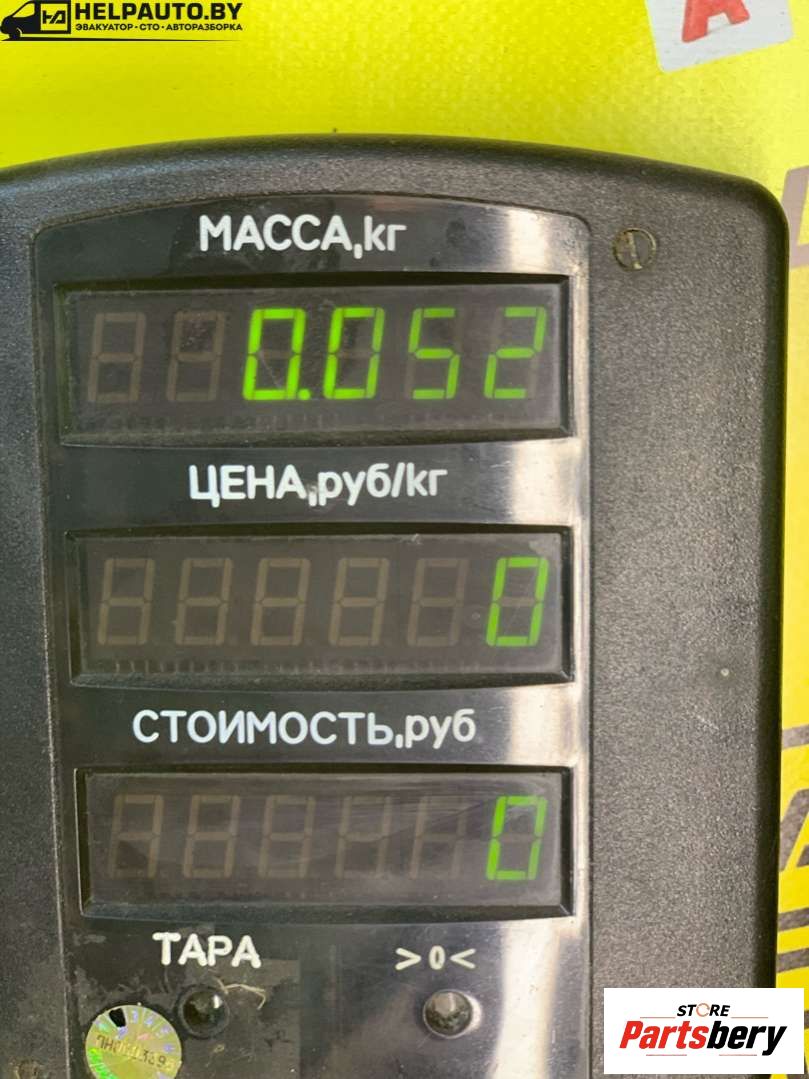 HELPAUTO.BY
ЭВАКУАТОР•СТО•АВТОРАЗБОРКА
А
МАССА,кг
0.052
ЦЕНА,руб/кг
0
СТОИМОСТЬ,руб
0
ТАРА >0<
STORE
Partsbery